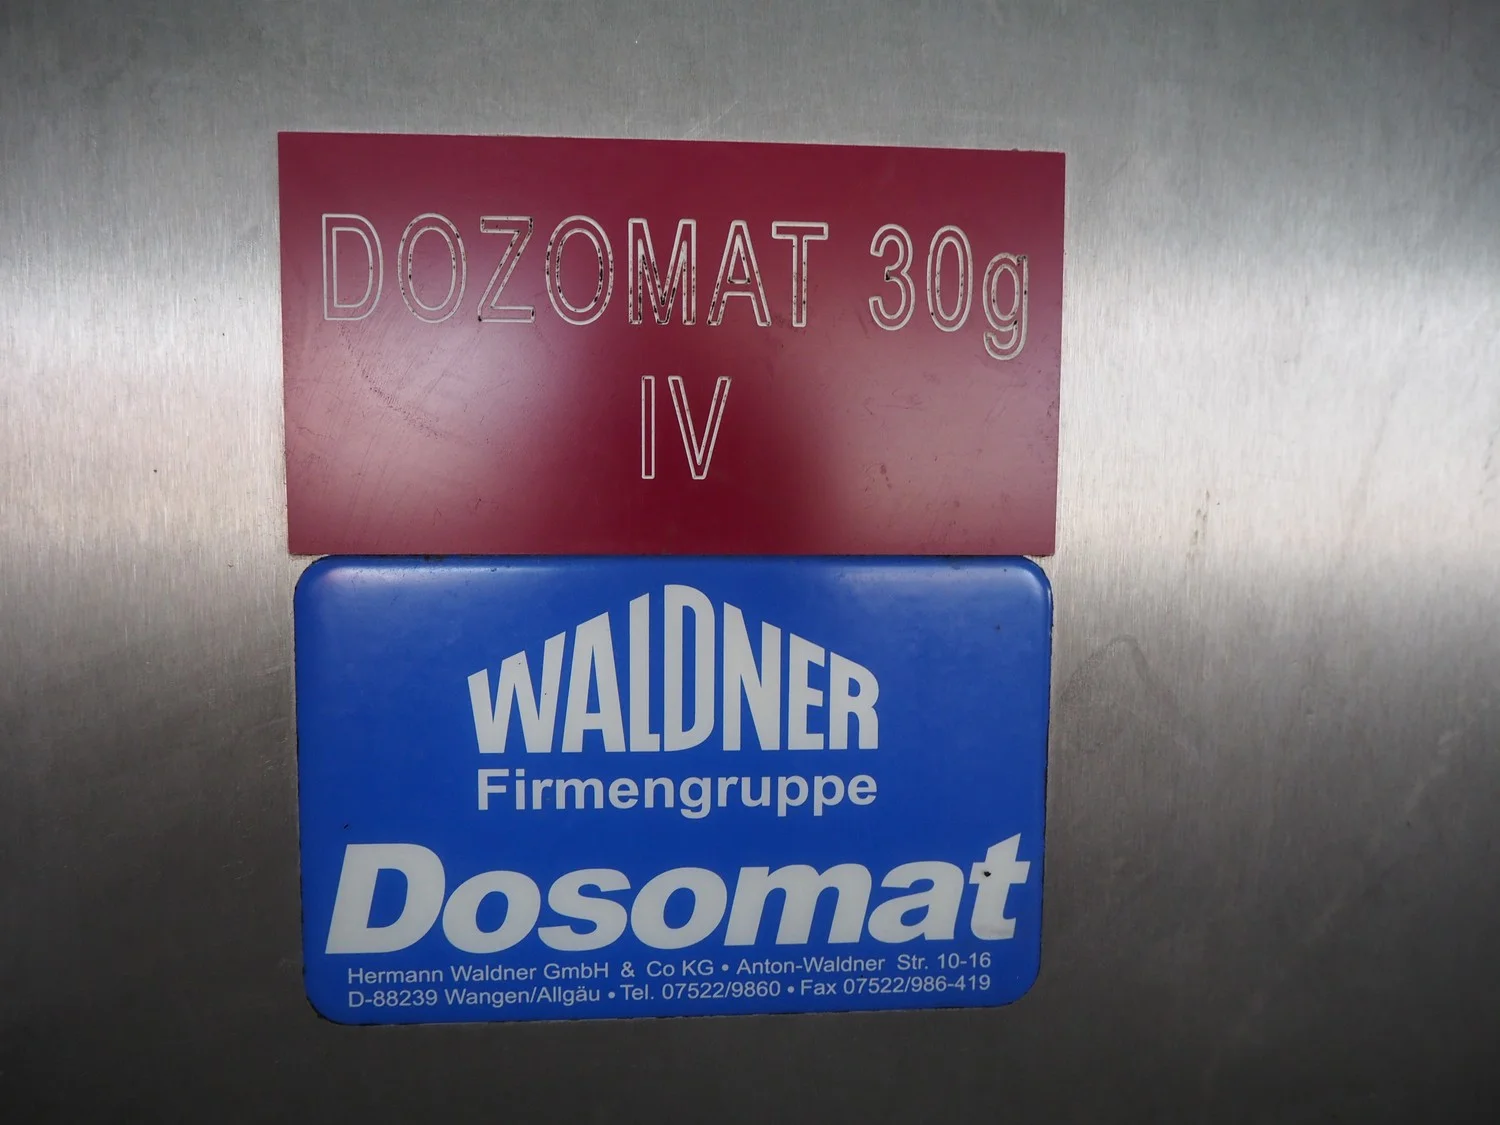 DOZOMAT 30g
IV
WALDNER
Firmengruppe
Dosomat
Hermann Waldner GmbH & Co KG • Anton-Waldner Str. 10-16
D-88239 Wangen/Allgäu • Tel. 07522/9860 • Fax 07522/986-419